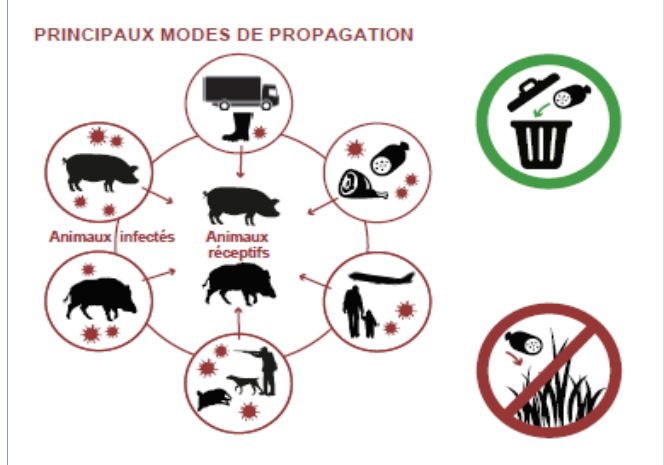 PRINCIPAUX MODES DE PROPAGATION
Animaux infectés
Animaux
réceptifs